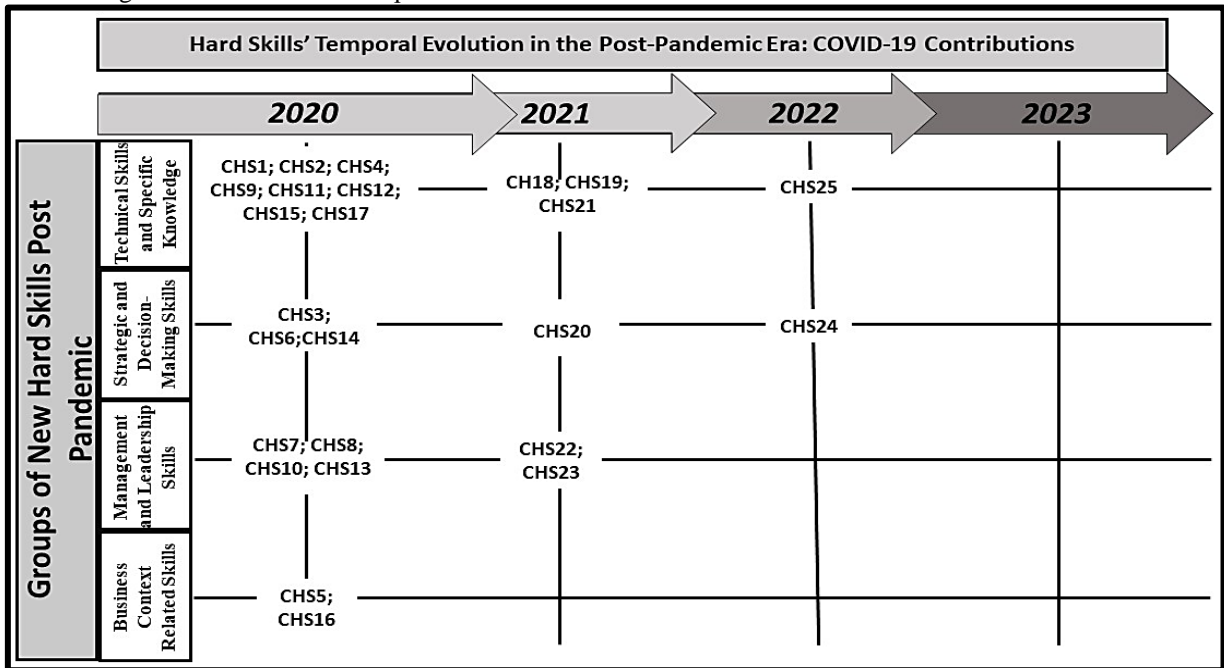 Hard Skills' Temporal Evolution in the Post-Pandemic Era: COVID-19 Contributions
2020
2021
2022
2023
Groups of New Hard Skills Post
Pandemic
Technical Skills
and Specific
Knowledge
CHS1; CHS2; CHS4;
CHS9; CHS11; CHS12;
CHS15; CHS17
CH18; CHS19;
CHS21
CHS25
Strategic and
Decision-
Making Skills
CHS3;
CHS6;CHS14
CHS20
CHS24
Management
and Leadership
Skills
CHS7; CHS8;
CHS10; CHS13
CHS22;
CHS23
Business
Context
Related Skills
CHS5;
CHS16